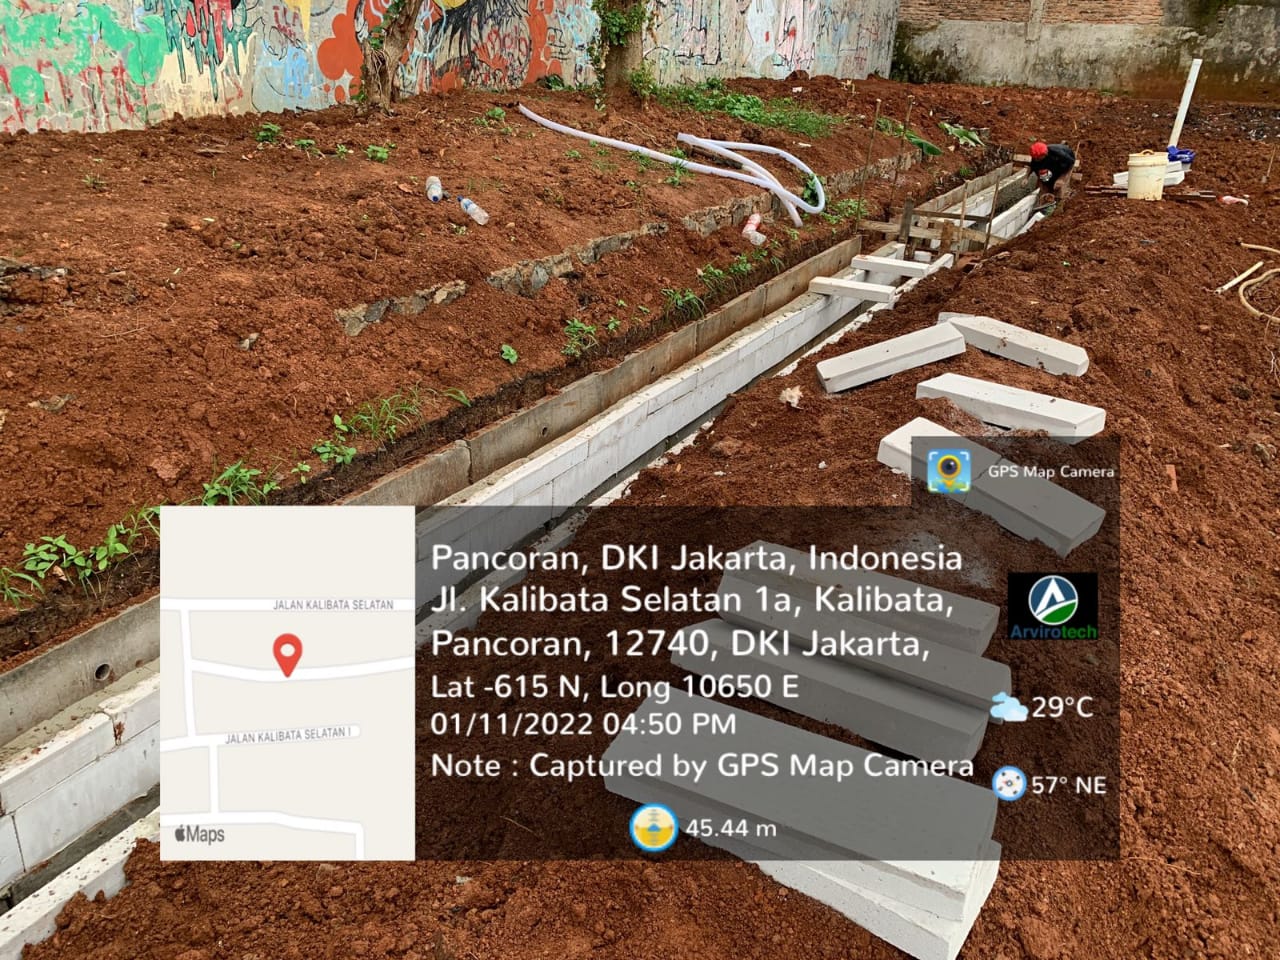 GPS Map Camera
Pancoran, DKI Jakarta, Indonesia
Jl. Kalibata Selatan 1a, Kalibata,
Pancoran, 12740, DKI Jakarta,
Lat -615 N, Long 10650 E
01/11/2022 04:50 PM
Note : Captured by GPS Map Camera
45.44 m
Arvirotech
29°C
57° NE
JALAN KALIBATA SELATAN
JALAN KALIBATA SELATAN I
Maps